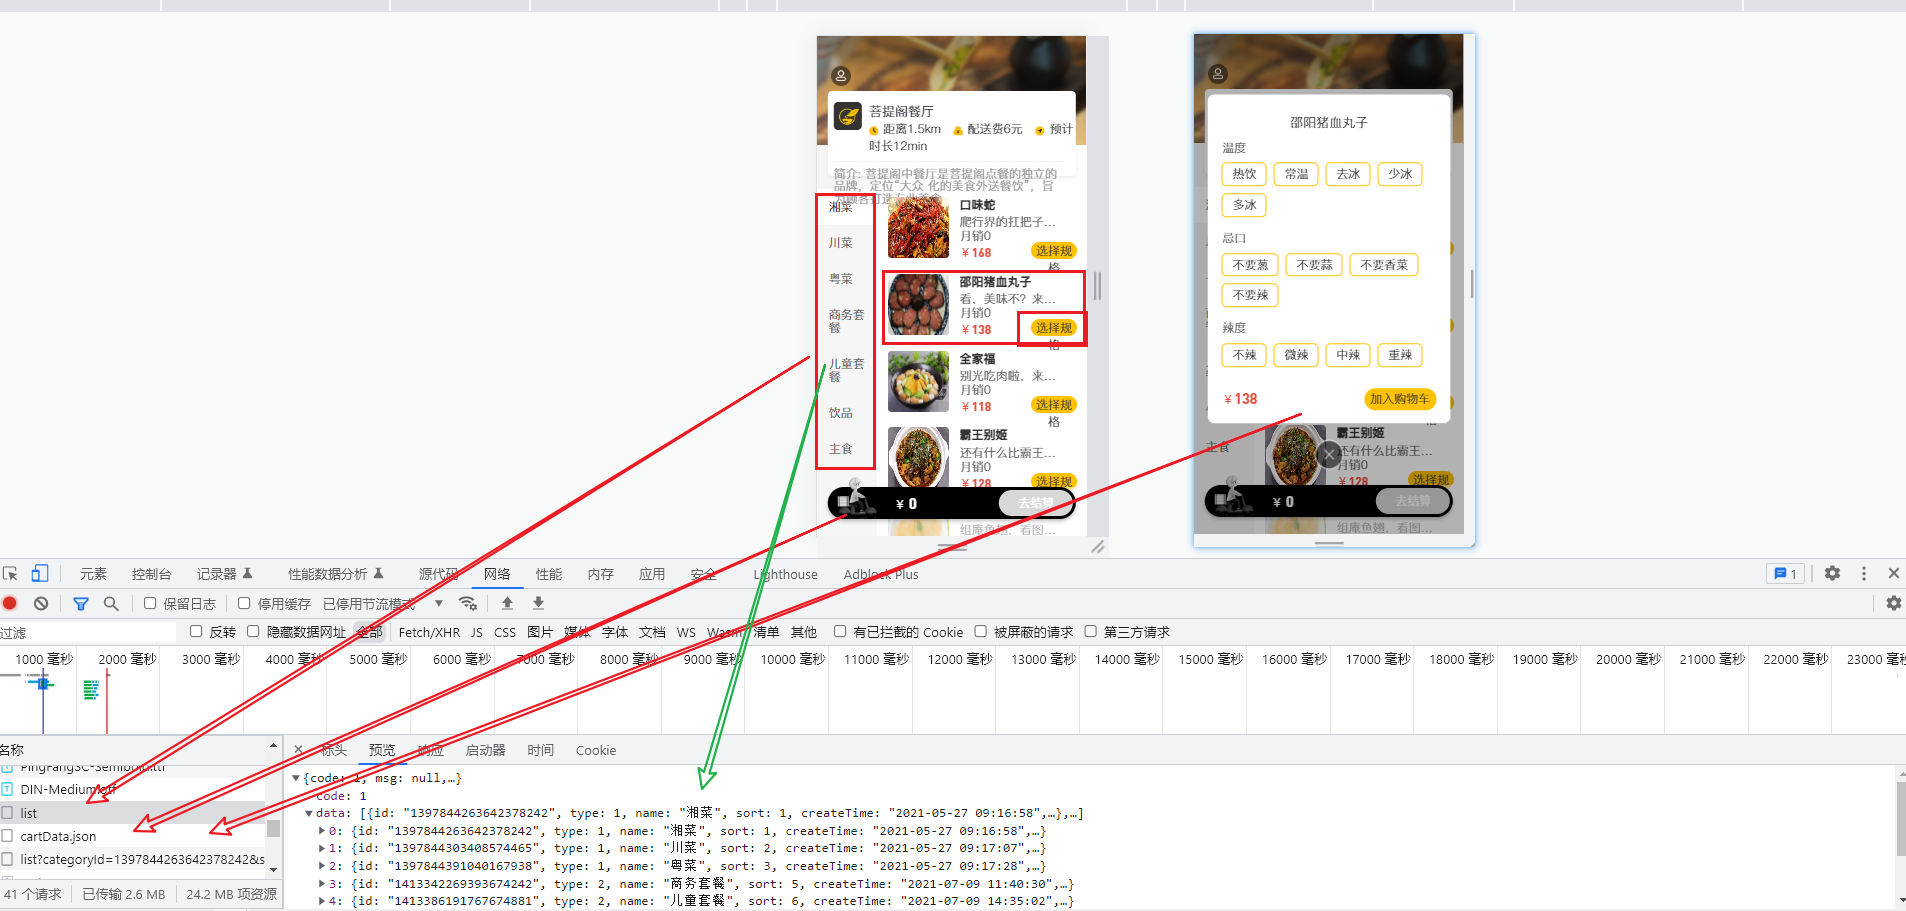 菩提阁餐厅
距离1.5km 配送费6元 预计
时长12min
简介: 菩提阁中餐厅是菩提阁点餐的独立的
品牌，定位“大众 化的美食外送餐饮”，旨
湘菜
川菜
粤菜
商务套
餐
儿童套
餐
饮品
主食
口味蛇
爬行界的扛把子...
月销0
￥168
选择规
格
邵阳猪血丸子
看，美味不？来...
月销0
￥138
选择规
格
全家福
别光吃肉啦，来...
月销0
￥118
选择规
格
霸王别姬
还有什么比霸王...
月销0
￥128
选择规
￥ 0
去结算
组庵鱼翅，看图...
邵阳猪血丸子
温度
热饮 常温 去冰 少冰
多冰
忌口
不要葱 不要蒜 不要香菜
不要辣
辣度
不辣 微辣 中辣 重辣
￥138 加入购物车
主食
霸王别姬
还有什么比霸王...
月销0
￥128
选择规
￥ 0
去结算
组庵鱼翅，看图...
元素 控制台 记录器 性能数据分析 源代码 网络 性能 内存 应用 安全 Lighthouse Adblock Plus 1
保留日志 停用缓存 已停用节流模式
过滤 反转 隐藏数据网址 全部 Fetch/XHR JS CSS 图片 媒体 字体 文档 WS Wasm 清单 其他 有已拦截的 Cookie 被屏蔽的请求 第三方请求
1000 毫秒 2000 毫秒 3000 毫秒 4000 毫秒 5000 毫秒 6000 毫秒 7000 毫秒 8000 毫秒 9000 毫秒 10000 毫秒 11000 毫秒 12000 毫秒 13000 毫秒 14000 毫秒 15000 毫秒 16000 毫秒 17000 毫秒 18000 毫秒 19000 毫秒 20000 毫秒 21000 毫秒 22000 毫秒 23000 毫秒
名称
PingFangSC-Semibold.ttf
DIN-Medium.otf
list
cartData.json
list?categoryId=1397844263642378242&s
41 个请求 已传输 2.6 MB 24.2 MB 项资源
标头 预览 响应 启动器 时间 Cookie
{code: 1, msg: null,…}
code: 1
data: [{id: "1397844263642378242", type: 1, name: "湘菜", sort: 1, createTime: "2021-05-27 09:16:58",…},…]
0: {id: "1397844263642378242", type: 1, name: "湘菜", sort: 1, createTime: "2021-05-27 09:16:58",…}
1: {id: "1397844303408574465", type: 1, name: "川菜", sort: 2, createTime: "2021-05-27 09:17:07",…}
2: {id: "1397844391040167938", type: 1, name: "粤菜", sort: 3, createTime: "2021-05-27 09:17:28",…}
3: {id: "1413342269393674242", type: 2, name: "商务套餐", sort: 5, createTime: "2021-07-09 11:40:30",…}
4: {id: "1413386191767674881", type: 2, name: "儿童套餐", sort: 6, createTime: "2021-07-09 14:35:02",…}